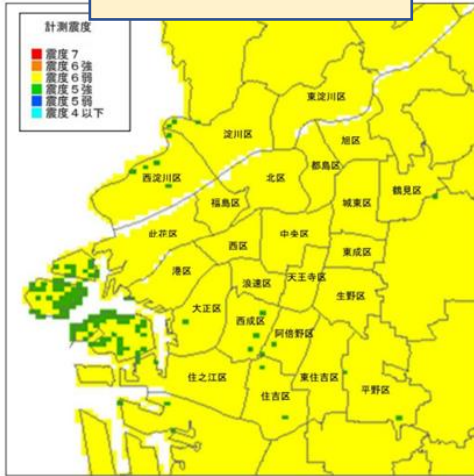 計測震度
震度7
震度6強
震度6弱
震度5強
震度5弱
震度4以下
東淀川区
淀川区
旭区
都島区
西淀川区
北区
鶴見区
福島区
城東区
此花区
西区
中央区
東成区
港区
浪速区
天王寺区
生野区
大正区
西成区
阿倍野区
住之江区
東住吉区
平野区
住吉区